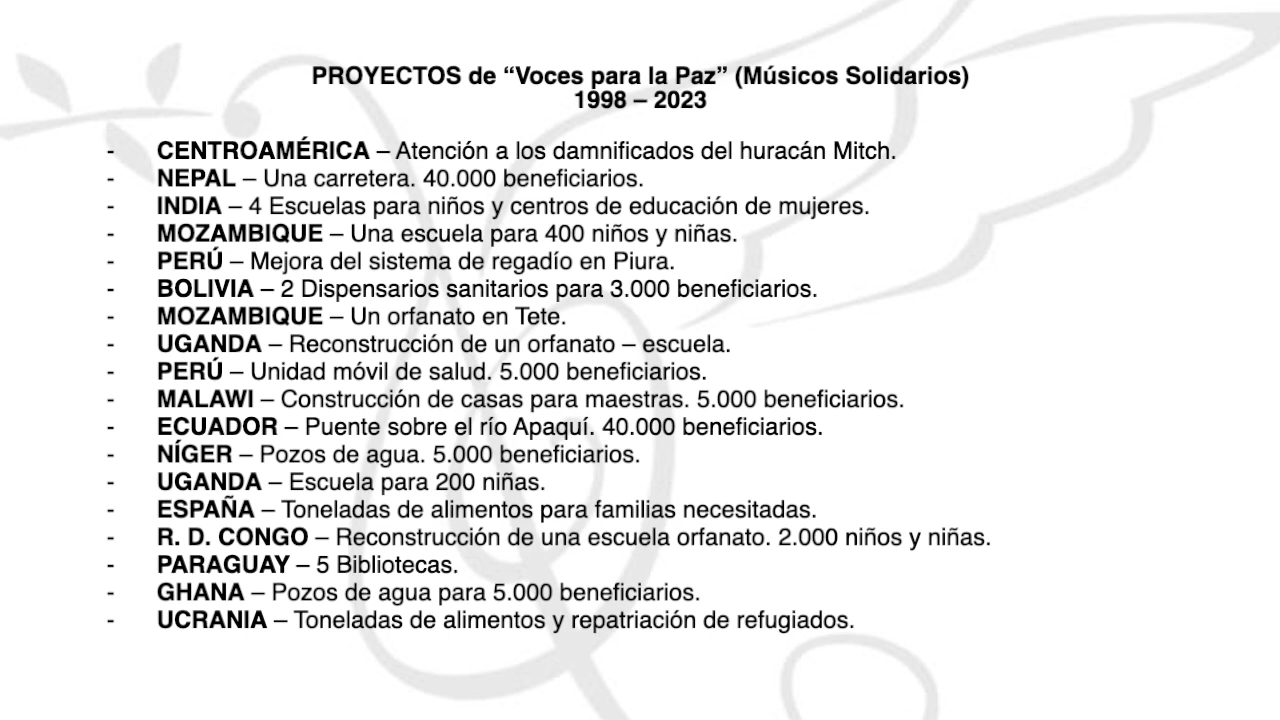 PROYECTOS de “Voces para la Paz” (Músicos Solidarios)
1998 – 2023
- CENTROAMÉRICA – Atención a los damnificados del huracán Mitch.
- NEPAL – Una carretera. 40.000 beneficiarios.
- INDIA – 4 Escuelas para niños y centros de educación de mujeres.
- MOZAMBIQUE – Una escuela para 400 niños y niñas.
- PERÚ – Mejora del sistema de regadío en Piura.
- BOLIVIA – 2 Dispensarios sanitarios para 3.000 beneficiarios.
- MOZAMBIQUE – Un orfanato en Tete.
- UGANDA – Reconstrucción de un orfanato – escuela.
- PERÚ – Unidad móvil de salud. 5.000 beneficiarios.
- MALAWI – Construcción de casas para maestras. 5.000 beneficiarios.
- ECUADOR – Puente sobre el río Apaquí. 40.000 beneficiarios.
- NÍGER – Pozos de agua. 5.000 beneficiarios.
- UGANDA – Escuela para 200 niñas.
- ESPAÑA – Toneladas de alimentos para familias necesitadas.
- R. D. CONGO – Reconstrucción de una escuela orfanato. 2.000 niños y niñas.
- PARAGUAY – 5 Bibliotecas.
- GHANA – Pozos de agua para 5.000 beneficiarios.
- UCRANIA – Toneladas de alimentos y repatriación de refugiados.